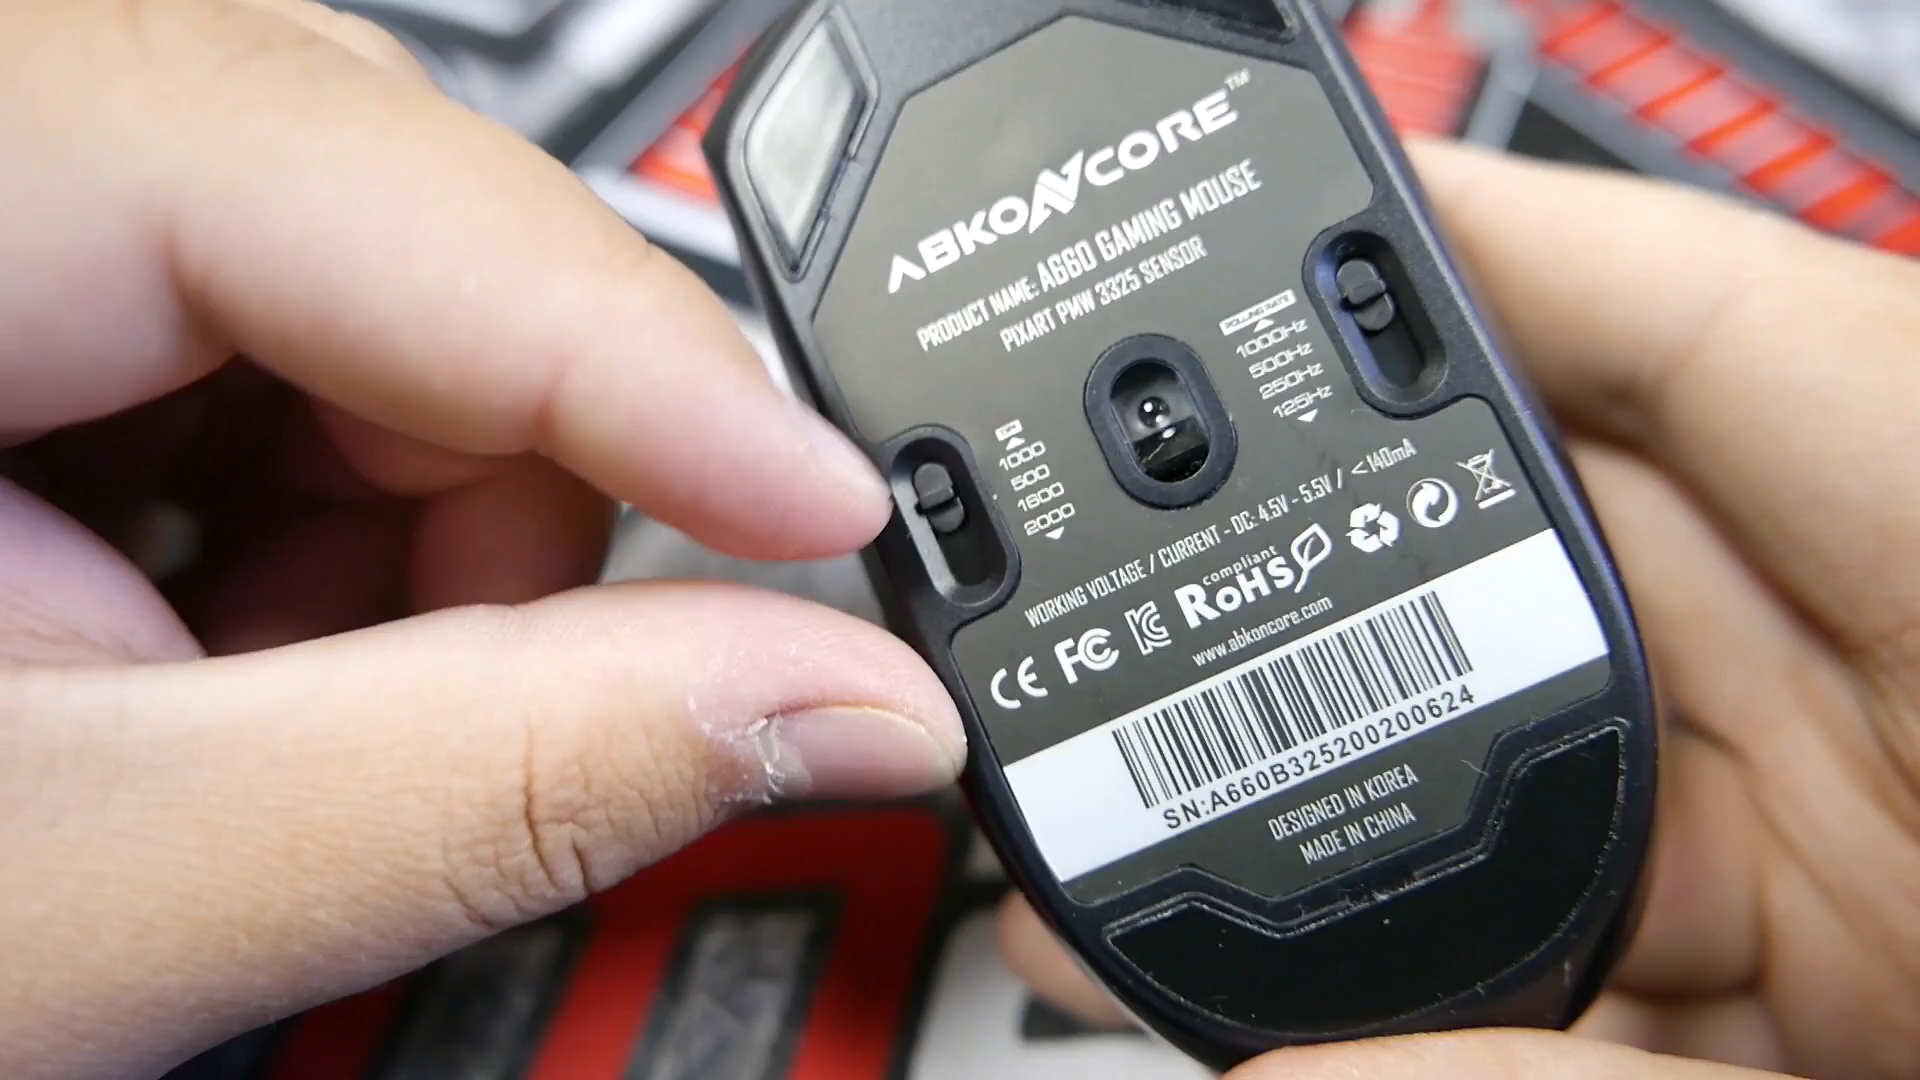 ABKONCORE™
PRODUCT NAME: A660 GAMING MOUSE
PIXART PMW 3325 SENSOR
POLLING RATE
1000Hz
500Hz
250Hz
125Hz
1000
500
1600
2000
WORKING VOLTAGE / CURRENT - DC: 4.5V - 5.5V / <140mA
CE FC RoHS compliant
www.abkoncore.com
SN:A660B325200200624
DESIGNED IN KOREA
MADE IN CHINA